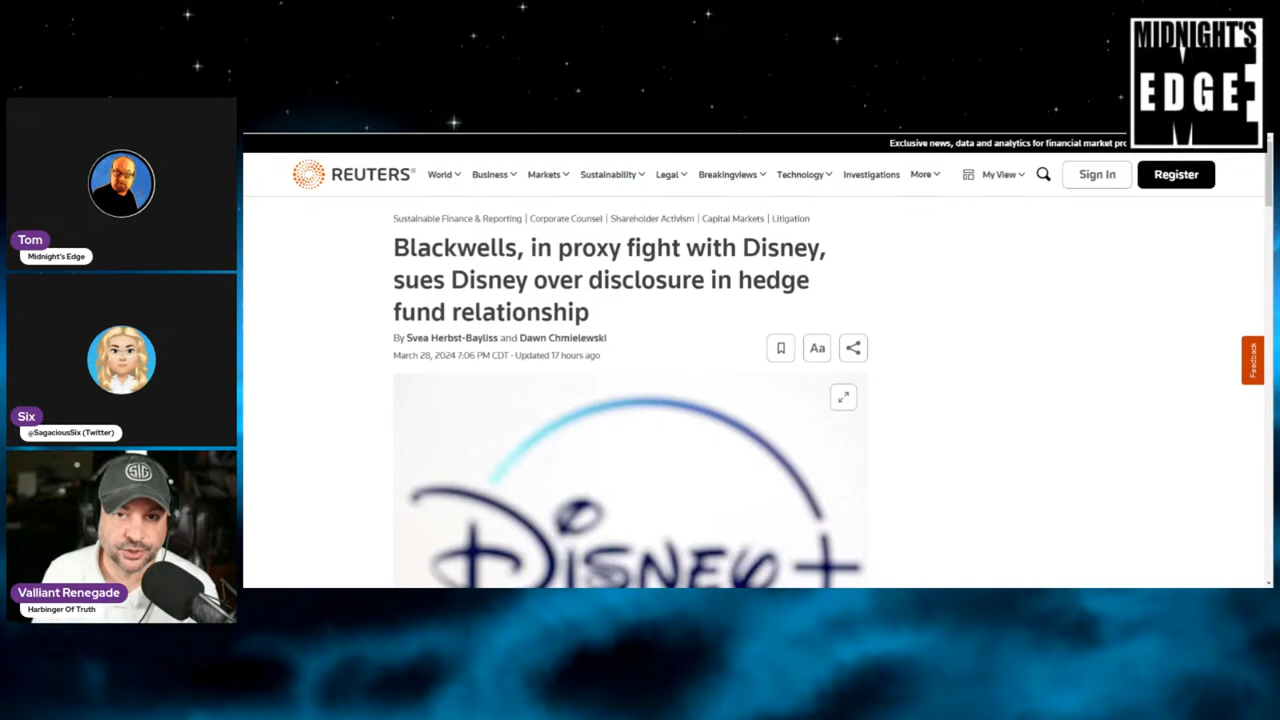 MIDNIGHT'S
EDGE
Tom
Midnight's Edge
Six
@SagaciousSix (Twitter)
SIG
Valliant Renegade
Harbinger Of Truth
Exclusive news, data and analytics for financial market pro
REUTERS®
World Business Markets Sustainability Legal Breakingviews Technology Investigations More My View Sign In Register
Sustainable Finance & Reporting | Corporate Counsel | Shareholder Activism | Capital Markets | Litigation
Blackwells, in proxy fight with Disney,
sues Disney over disclosure in hedge
fund relationship
By Svea Herbst-Bayliss and Dawn Chmielewski
March 28, 2024 7:06 PM CDT · Updated 17 hours ago
Aa
Disney+
Feedback